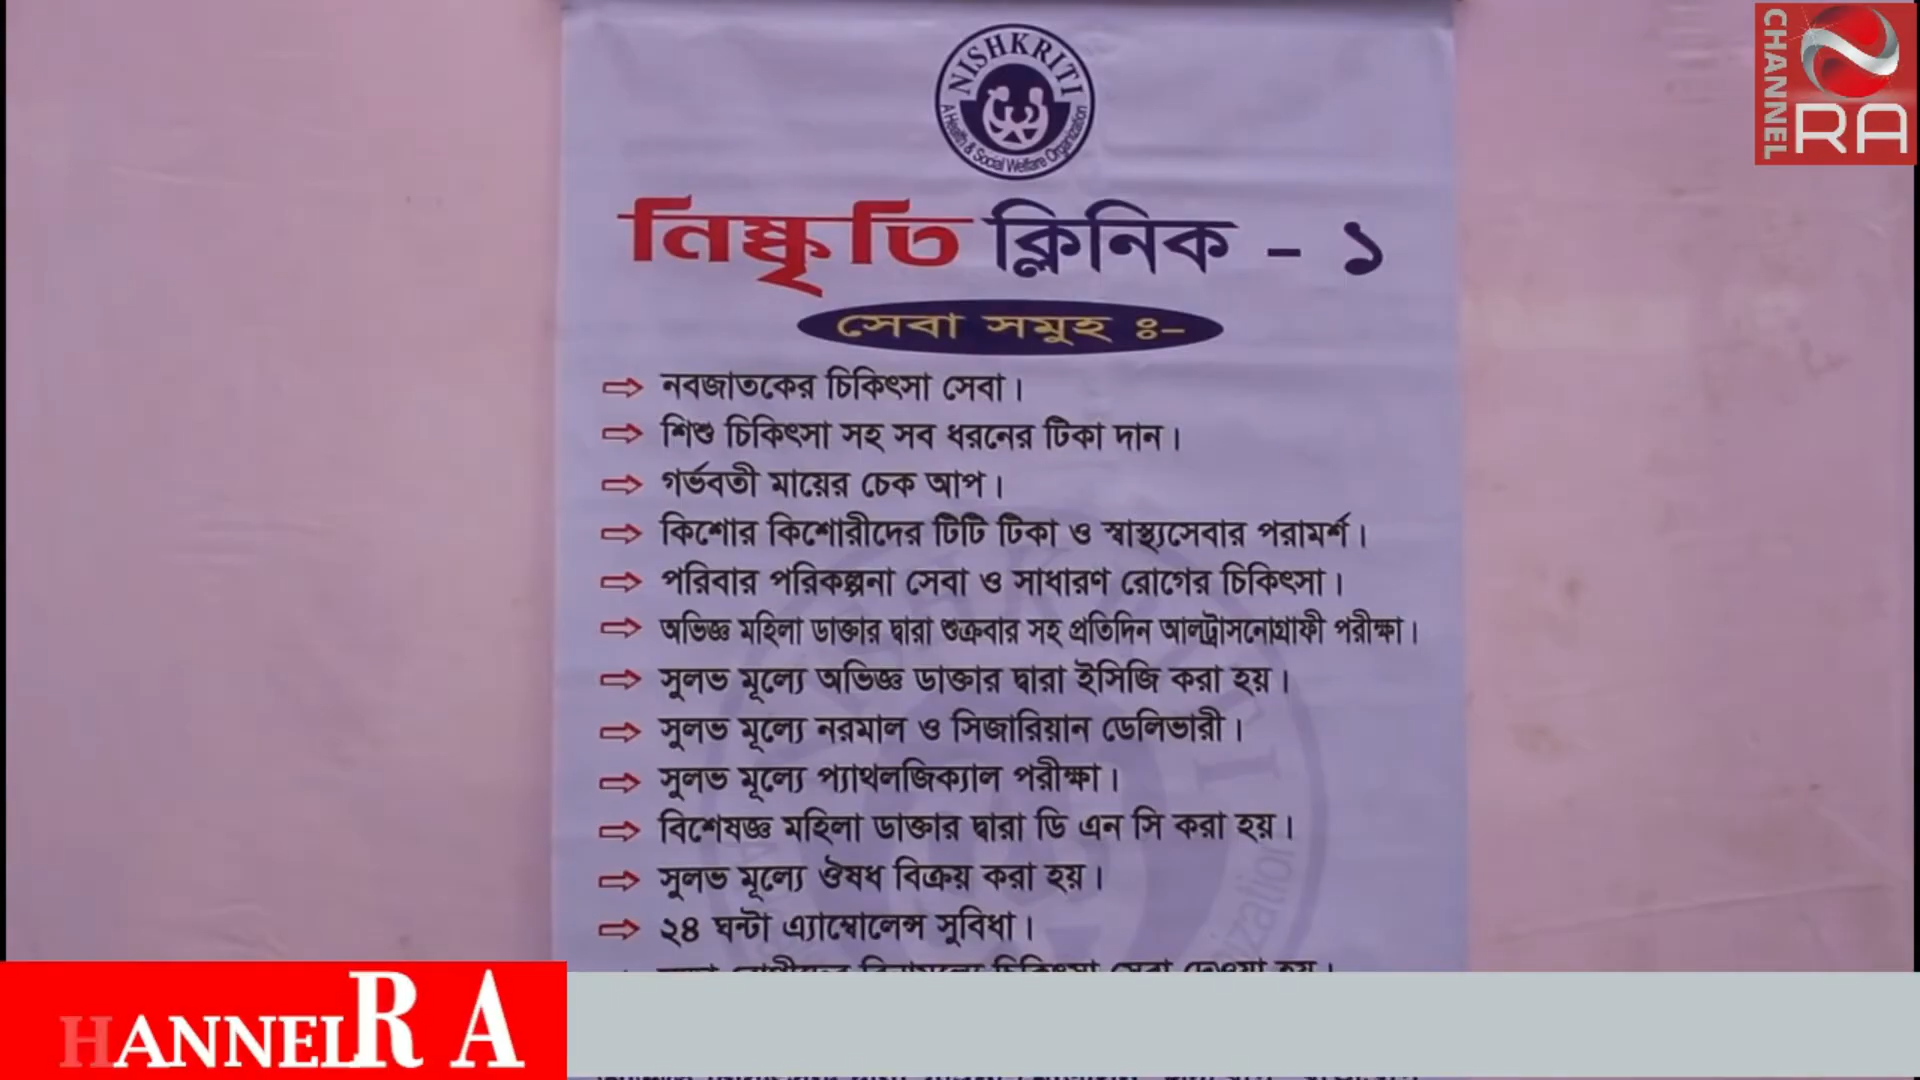 NISHKRITI
A Health & Social Welfare Organization
CHANNEL
RA
নিষ্কৃতি ক্লিনিক - ১
সেবা সমুহ ঃ-
⇨ নবজাতকের চিকিৎসা সেবা।
⇨ শিশু চিকিৎসা সহ সব ধরনের টিকা দান।
⇨ গর্ভবতী মায়ের চেক আপ।
⇨ কিশোর কিশোরীদের টিটি টিকা ও স্বাস্থ্যসেবার পরামর্শ।
⇨ পরিবার পরিকল্পনা সেবা ও সাধারণ রোগের চিকিৎসা।
⇨ অভিজ্ঞ মহিলা ডাক্তার দ্বারা শুক্রবার সহ প্রতিদিন আলট্রাসনোগ্রাফী পরীক্ষা।
⇨ সুলভ মূল্যে অভিজ্ঞ ডাক্তার দ্বারা ইসিজি করা হয়।
⇨ সুলভ মূল্যে নরমাল ও সিজারিয়ান ডেলিভারী।
⇨ সুলভ মূল্যে প্যাথলজিক্যাল পরীক্ষা।
⇨ বিশেষজ্ঞ মহিলা ডাক্তার দ্বারা ডি এন সি করা হয়।
⇨ সুলভ মূল্যে ঔষধ বিক্রয় করা হয়।
⇨ ২৪ ঘন্টা এ্যাম্বোলেন্স সুবিধা।
চিকিৎসা সেবা দেওয়া হয়।
HANNEL R A